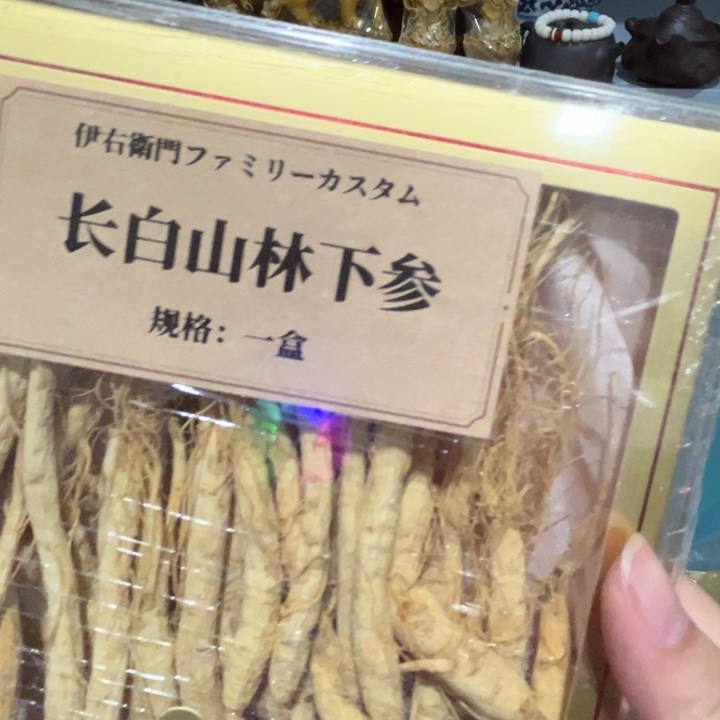 伊右衛門ファミリーカスタム
长白山林下参
规格：一盒